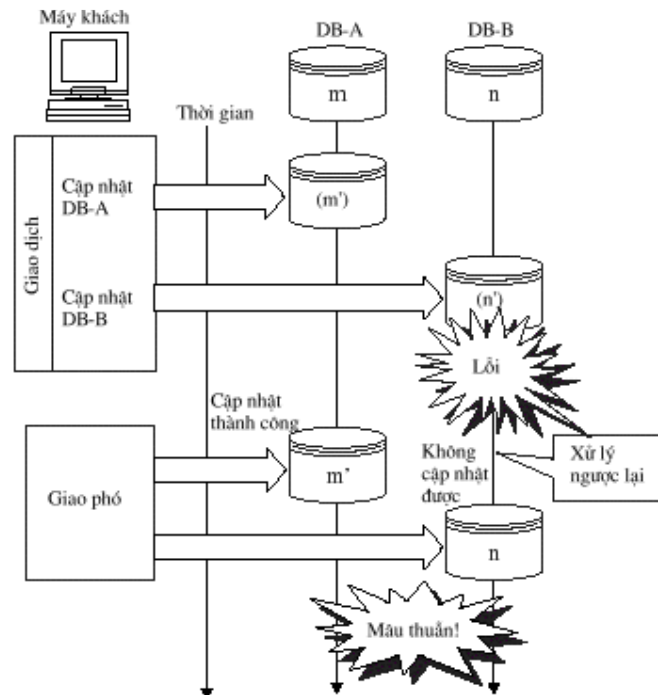 Máy khách
DB-A
DB-B
m
n
Thời gian
Giao dịch
Cập nhật
DB-A
(m')
Cập nhật
DB-B
(n')
Lỗi
Cập nhật
thành công
Không
cập nhật
được
Xử lý
ngược lại
Giao phó
m’
n
Mâu thuẫn!